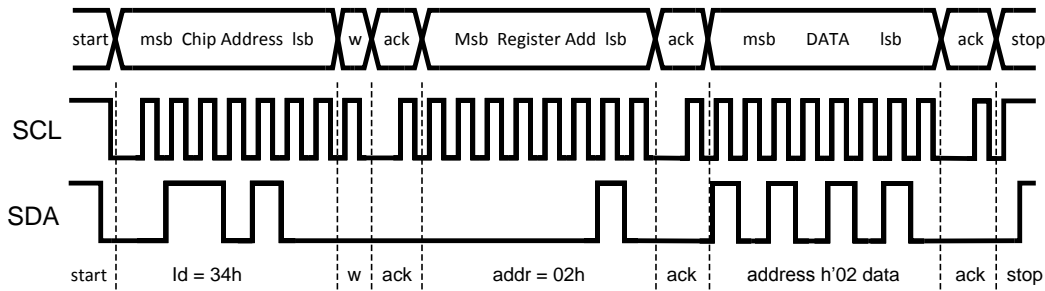 start msb Chip Address lsb w ack Msb Register Add lsb ack msb DATA lsb ack stop
SCL
SDA
start Id = 34h w ack addr = 02h ack address h'02 data ack stop